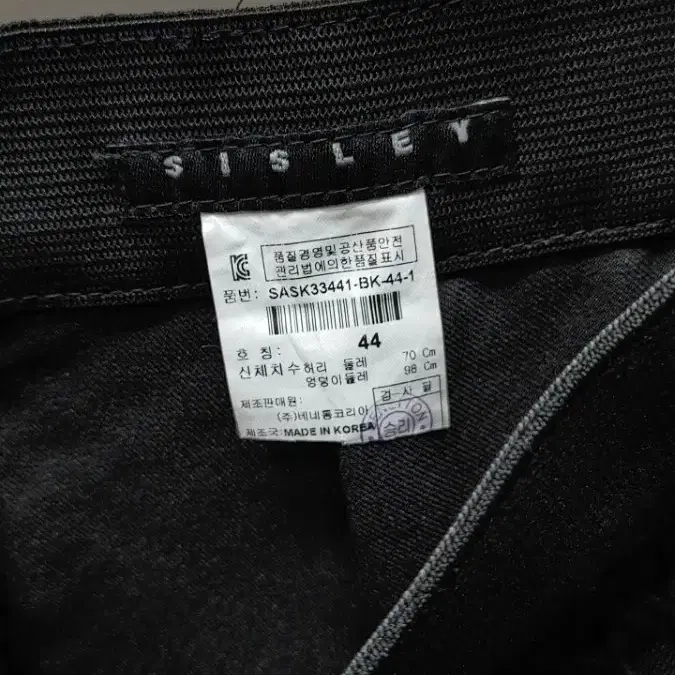 SISLEY
품질경영및공산품안전
관리법에의한품질표시
품번: SASK33441-BK-44-1
호 칭: 44
신체치수허리 둘레 70 Cm
엉덩이둘레 98 Cm
제조판매원: 검사필
(주)베네통코리아
제조국: MADE IN KOREA
승리